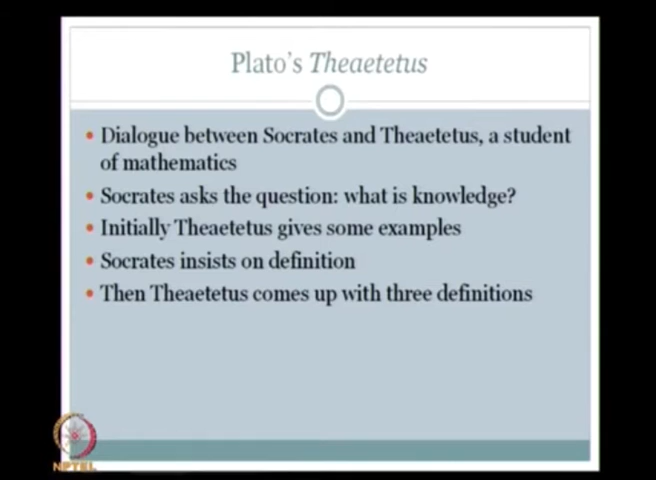 Plato's Theaetetus
• Dialogue between Socrates and Theaetetus, a student
of mathematics
• Socrates asks the question: what is knowledge?
• Initially Theaetetus gives some examples
• Socrates insists on definition
• Then Theaetetus comes up with three definitions
NPTEL